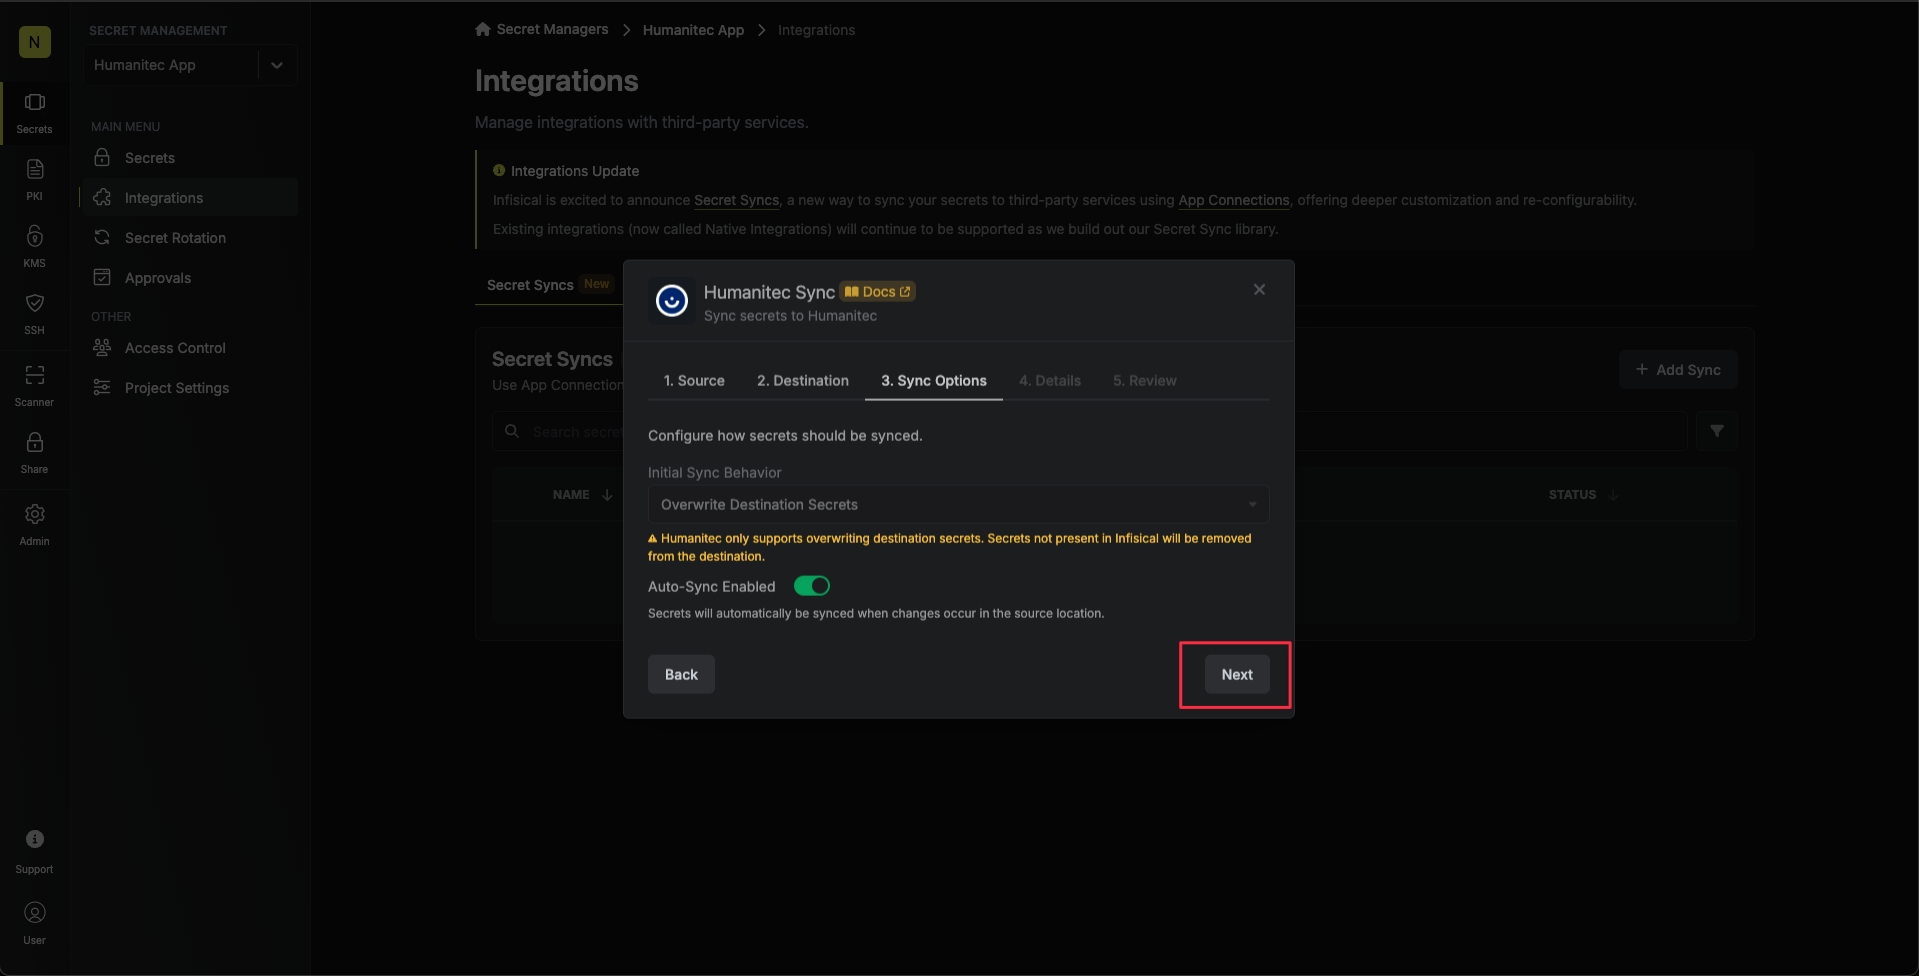 N
Secrets
PKI
KMS
SSH
Scanner
Share
Admin
Support
User
SECRET MANAGEMENT
Humanitec App
MAIN MENU
Secrets
Integrations
Secret Rotation
Approvals
OTHER
Access Control
Project Settings
Secret Managers
Humanitec App
Integrations
Integrations
Manage integrations with third-party services.
Integrations Update
Infisical is excited to announce Secret Syncs, a new way to sync your secrets to third-party services using App Connections, offering deeper customization and re-configurability.
Existing integrations (now called Native Integrations) will continue to be supported as we build out our Secret Sync library.
Secret Syncs New
Secret Syncs
Use App Connection
+ Add Sync
Search secre
NAME
STATUS
Humanitec Sync Docs
Sync secrets to Humanitec
1. Source
2. Destination
3. Sync Options
4. Details
5. Review
Configure how secrets should be synced.
Initial Sync Behavior
Overwrite Destination Secrets
Humanitec only supports overwriting destination secrets. Secrets not present in Infisical will be removed
from the destination.
Auto-Sync Enabled
Secrets will automatically be synced when changes occur in the source location.
Back
Next